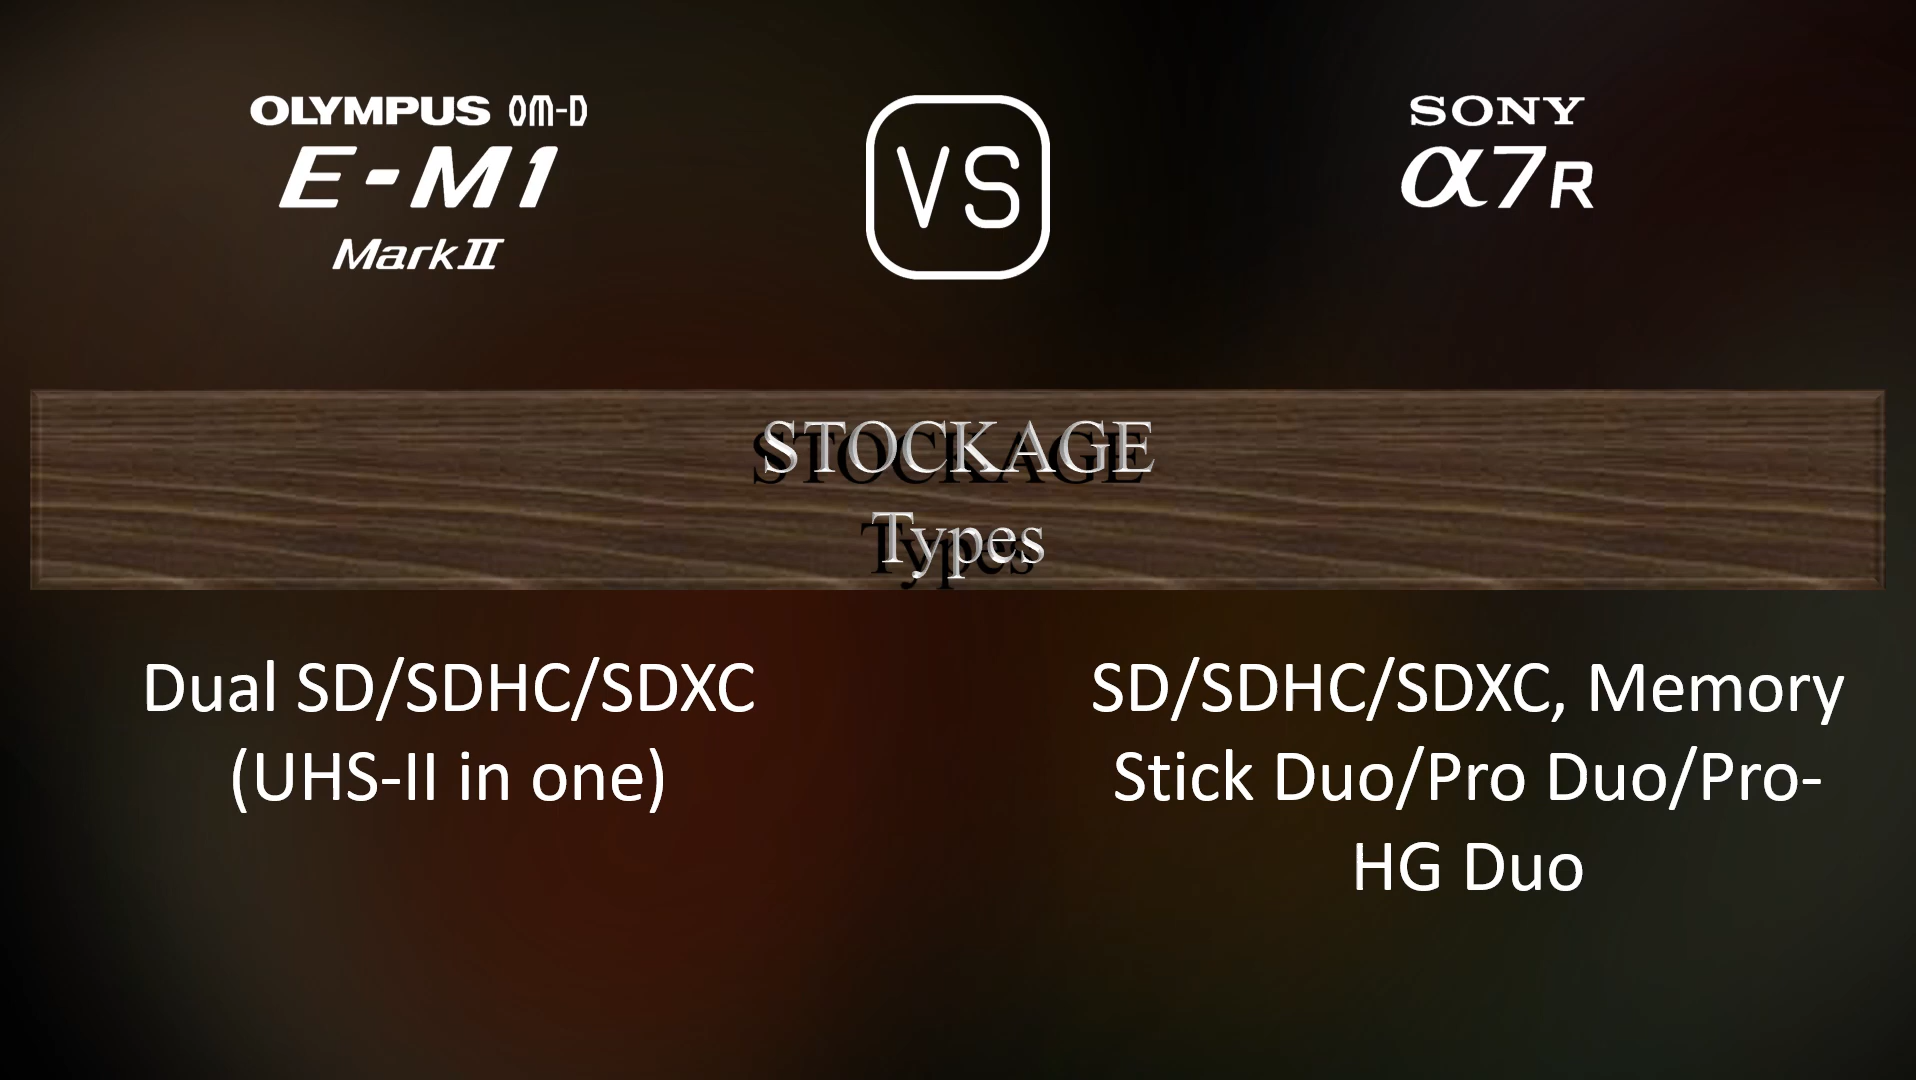 OLYMPUS OM-D
E-M1
Mark II
VS
SONY
α7R
STOCKAGE
Types
Dual SD/SDHC/SDXC
(UHS-II in one)
SD/SDHC/SDXC, Memory
Stick Duo/Pro Duo/Pro-
HG Duo